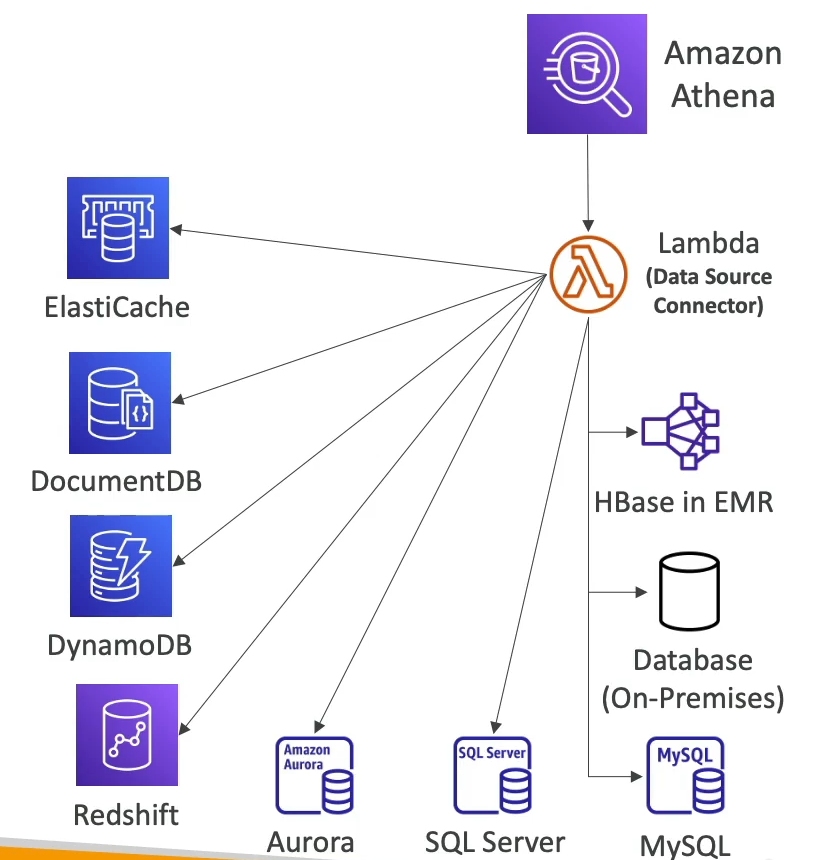 Amazon
Athena
Lambda
(Data Source
Connector)
ElastiCache
DocumentDB
HBase in EMR
DynamoDB
Database
(On-Premises)
Redshift
Amazon
Aurora
Aurora
SQL Server
SQL Server
MySQL
MySQL